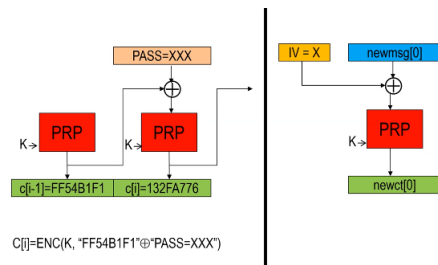 PASS=XXX
IV = X
newmsg[0]
PRP
PRP
PRP
K
K
K
c[i-1]=FF54B1F1
c[i]=132FA776
newct[0]
C[i]=ENC(K, “FF54B1F1”⊕“PASS=XXX”)